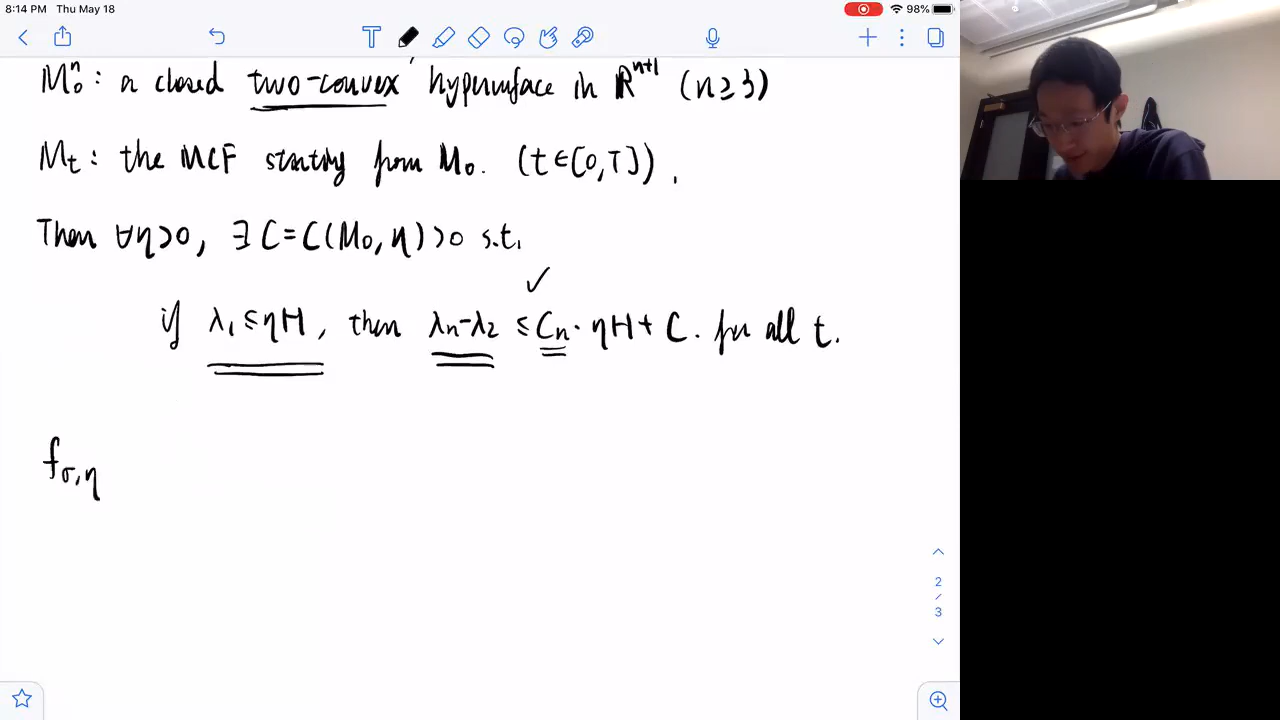 8:14 PM Thu May 18
98%
M₀ⁿ : a closed two-convex hypersurface in ℝⁿ⁺¹ (n≥3)
Mt : the MCF starting from M₀. (t∈[0,T]).
Then ∀η>0, ∃ C=C(M₀,η)>0 s.t.
if λ₁≤ηH, then λn-λ₂ ≤ Cn·ηH+C. for all t.
fσ,η
2
/
3